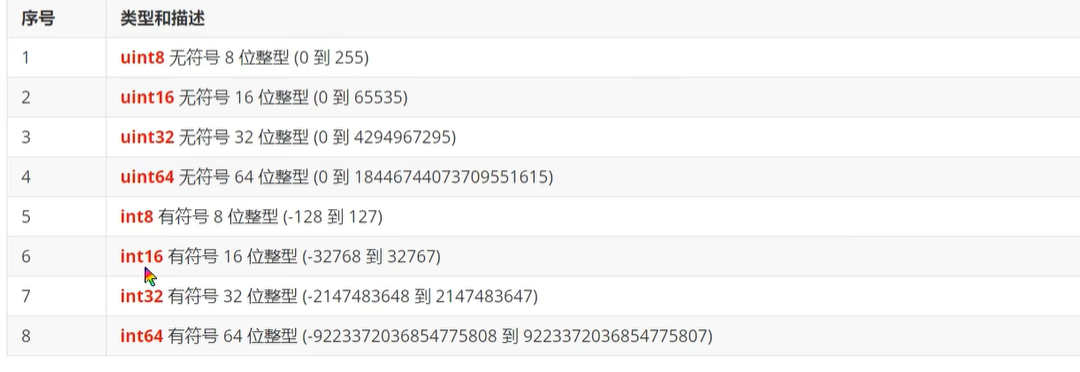 序号 类型和描述
1 uint8 无符号 8 位整型 (0 到 255)
2 uint16 无符号 16 位整型 (0 到 65535)
3 uint32 无符号 32 位整型 (0 到 4294967295)
4 uint64 无符号 64 位整型 (0 到 18446744073709551615)
5 int8 有符号 8 位整型 (-128 到 127)
6 int16 有符号 16 位整型 (-32768 到 32767)
7 int32 有符号 32 位整型 (-2147483648 到 2147483647)
8 int64 有符号 64 位整型 (-9223372036854775808 到 9223372036854775807)